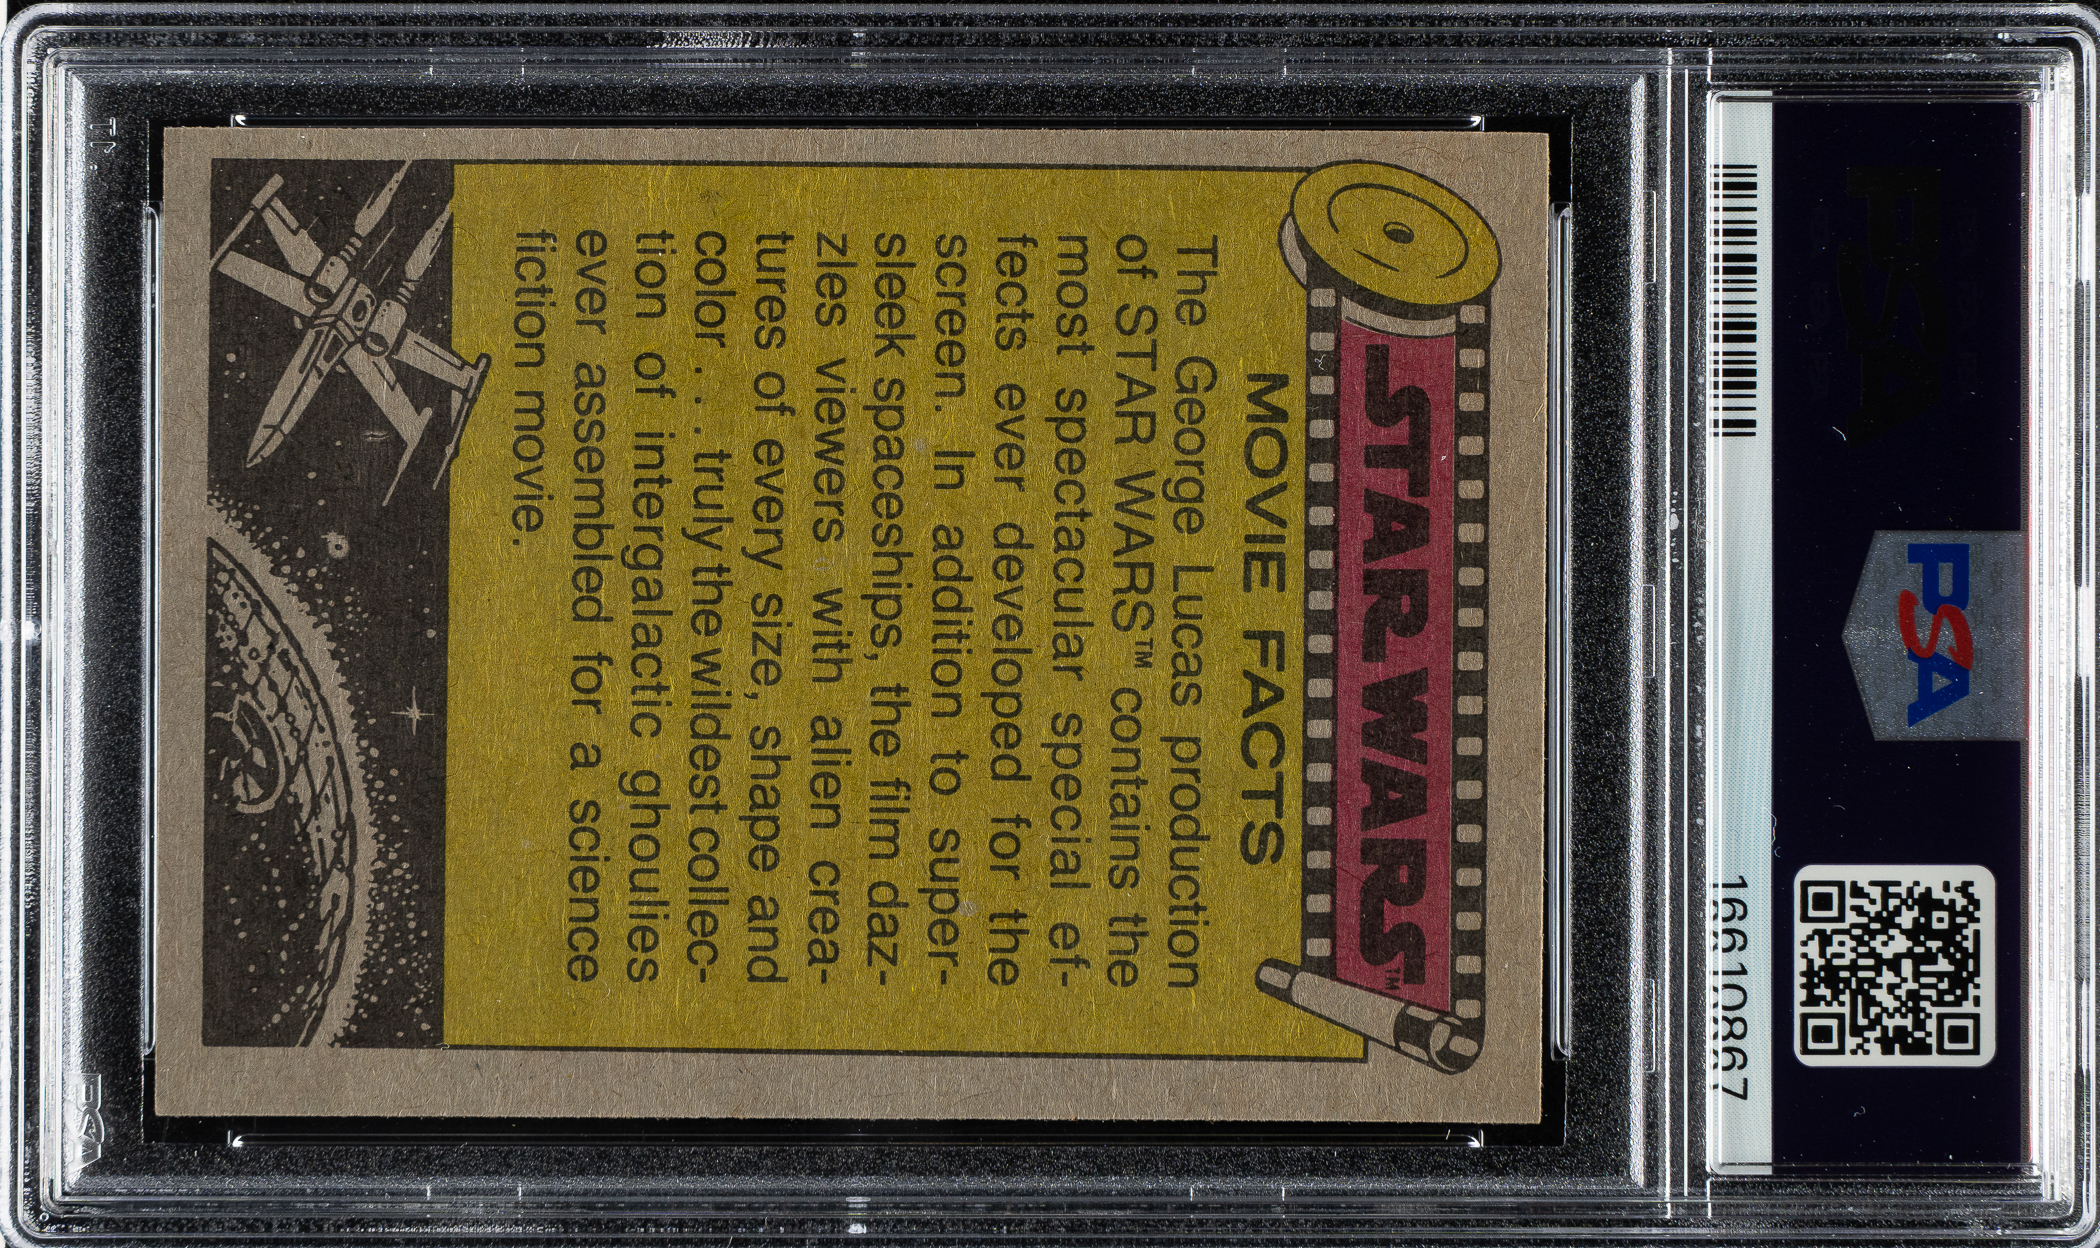 PSA
166108867
STAR WARS™
MOVIE FACTS
The George Lucas production
of STAR WARS™ contains the
most spectacular special ef-
fects ever developed for the
screen. In addition to super-
sleek spaceships, the film daz-
zles viewers with alien crea-
tures of every size, shape and
color . . . truly the wildest collec-
tion of intergalactic ghoulies
ever assembled for a science
fiction movie.
PSA